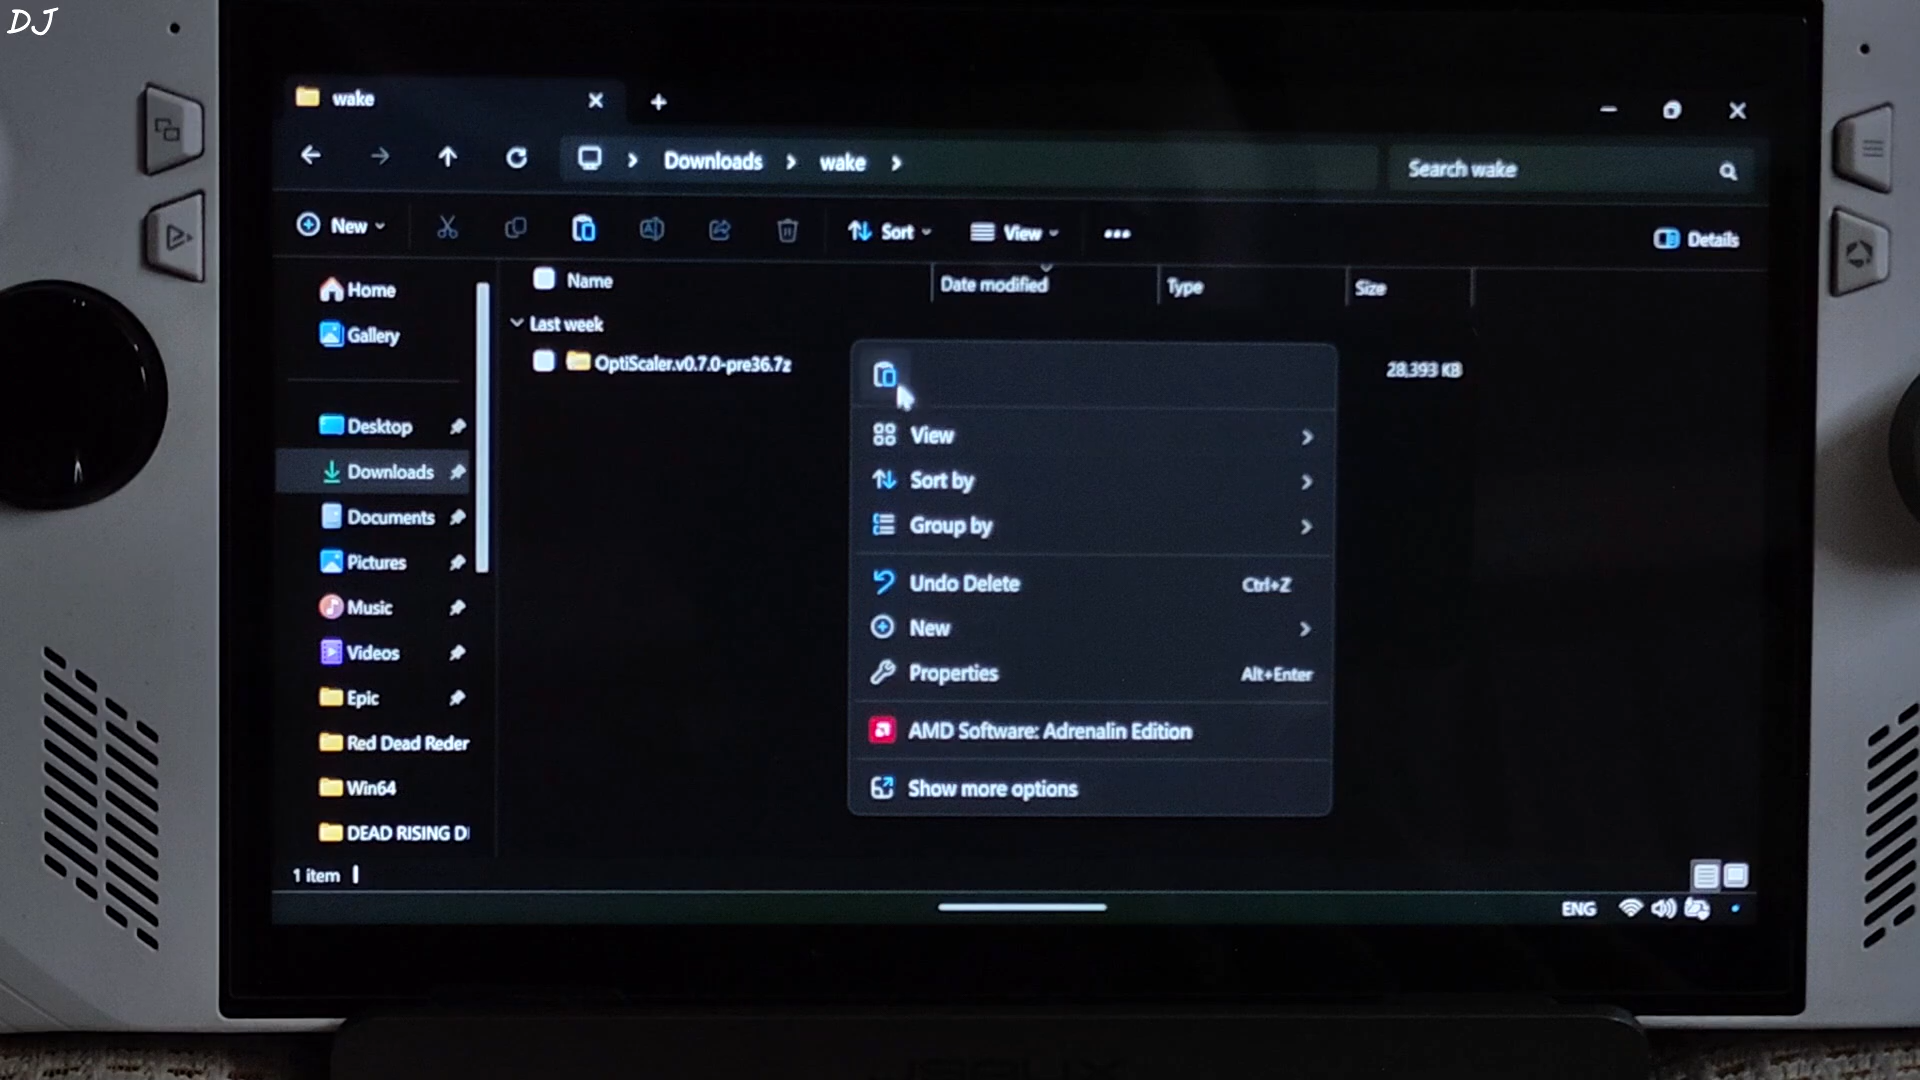 DJ
wake
Downloads > wake >
Search wake
New
Sort
View
Details
Home
Gallery
Desktop
Downloads
Documents
Pictures
Music
Videos
Epic
Red Dead Reder
Win64
DEAD RISING D
Name
Date modified
Type
Size
Last week
OptiScaler.v0.7.0-pre36.7z
28,393 KB
View
Sort by
Group by
Undo Delete Ctrl+Z
New
Properties Alt+Enter
AMD Software: Adrenalin Edition
Show more options
1 item
ENG